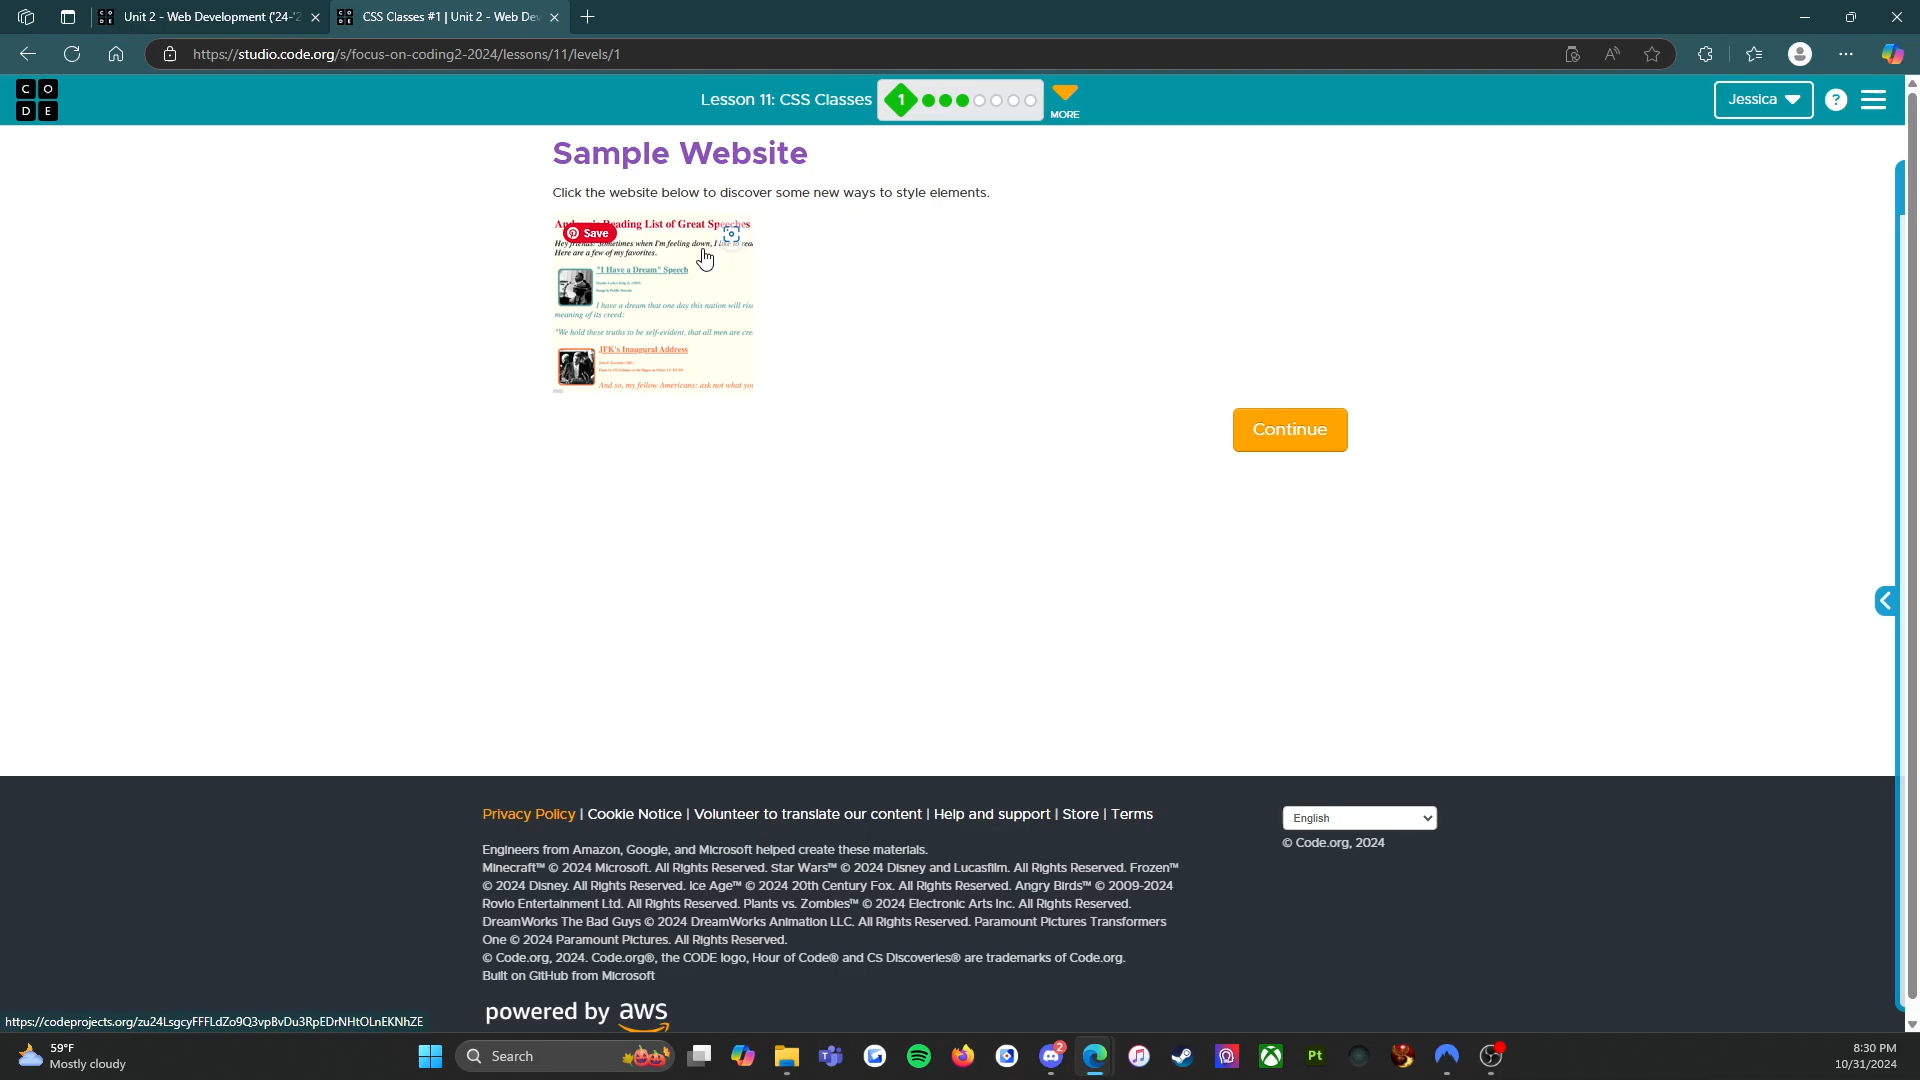 Unit 2 - Web Development ('24-'2
CSS Classes #1 | Unit 2 - Web Dev
https://studio.code.org/s/focus-on-coding2-2024/lessons/11/levels/1
C O D E
Lesson 11: CSS Classes
1
MORE
Jessica
?
Sample Website
Click the website below to discover some new ways to style elements.
Reading List of Great Speeches
Save
Hey friends! Sometimes when I'm feeling down, I like to rea
Here are a few of my favorites.
"I Have a Dream" Speech
I have a dream that one day this nation will rise
meaning of its creed:
"We hold these truths to be self-evident, that all men are cre
JFK's Inaugural Address
And so, my fellow Americans: ask not what you
Continue
Privacy Policy | Cookie Notice | Volunteer to translate our content | Help and support | Store | Terms
English
© Code.org, 2024
Engineers from Amazon, Google, and Microsoft helped create these materials.
Minecraft™ © 2024 Microsoft. All Rights Reserved. Star Wars™ © 2024 Disney and Lucasfilm. All Rights Reserved. Frozen™
© 2024 Disney. All Rights Reserved. Ice Age™ © 2024 20th Century Fox. All Rights Reserved. Angry Birds™ © 2009-2024
Rovio Entertainment Ltd. All Rights Reserved. Plants vs. Zombies™ © 2024 Electronic Arts Inc. All Rights Reserved.
DreamWorks The Bad Guys © 2024 DreamWorks Animation LLC. All Rights Reserved. Paramount Pictures Transformers
One © 2024 Paramount Pictures. All Rights Reserved.
© Code.org, 2024. Code.org®, the CODE logo, Hour of Code® and CS Discoveries® are trademarks of Code.org.
Built on GitHub from Microsoft
powered by aws
https://codeprojects.org/zu24LsgcyFFFLdZo9Q3vpBvDu3RpEDrNHtOLnEKNhZE
59°F
Mostly cloudy
Search
2
Pt
8:30 PM
10/31/2024